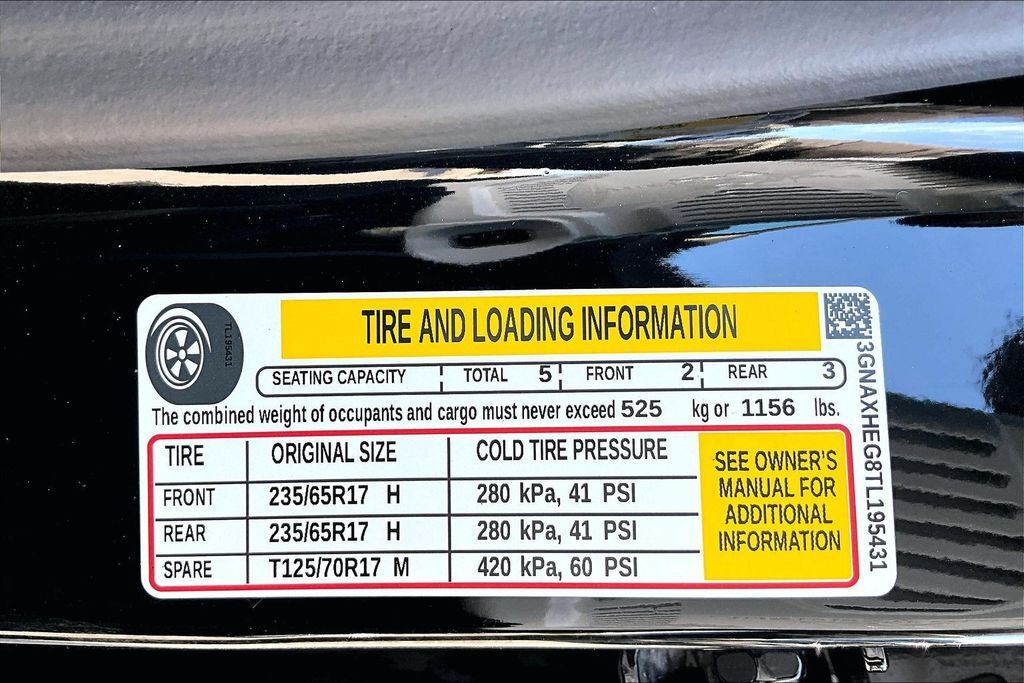 TIRE AND LOADING INFORMATION
TL195431
SEATING CAPACITY TOTAL 5 FRONT 2 REAR 3
The combined weight of occupants and cargo must never exceed 525 kg or 1156 lbs.
TIRE ORIGINAL SIZE COLD TIRE PRESSURE
FRONT 235/65R17 H 280 kPa, 41 PSI
REAR 235/65R17 H 280 kPa, 41 PSI
SPARE T125/70R17 M 420 kPa, 60 PSI
SEE OWNER'S
MANUAL FOR
ADDITIONAL
INFORMATION
3GNAXHEG8TL195431